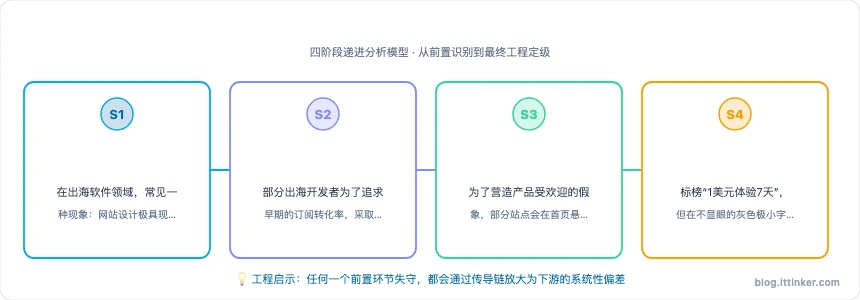 四阶段递进分析模型 · 从前置识别到最终工程定级
S1
在出海软件领域，常见一
种现象：网站设计极具现...
S2
部分出海开发者为了追求
早期的订阅转化率，采取...
S3
为了营造产品受欢迎的假
象，部分站点会在首页悬...
S4
标榜“1美元体验7天”，
但在不显眼的灰色极小字...
💡 工程启示：任何一个前置环节失守，都会通过传导链放大为下游的系统性偏差
blog.ittinker.com